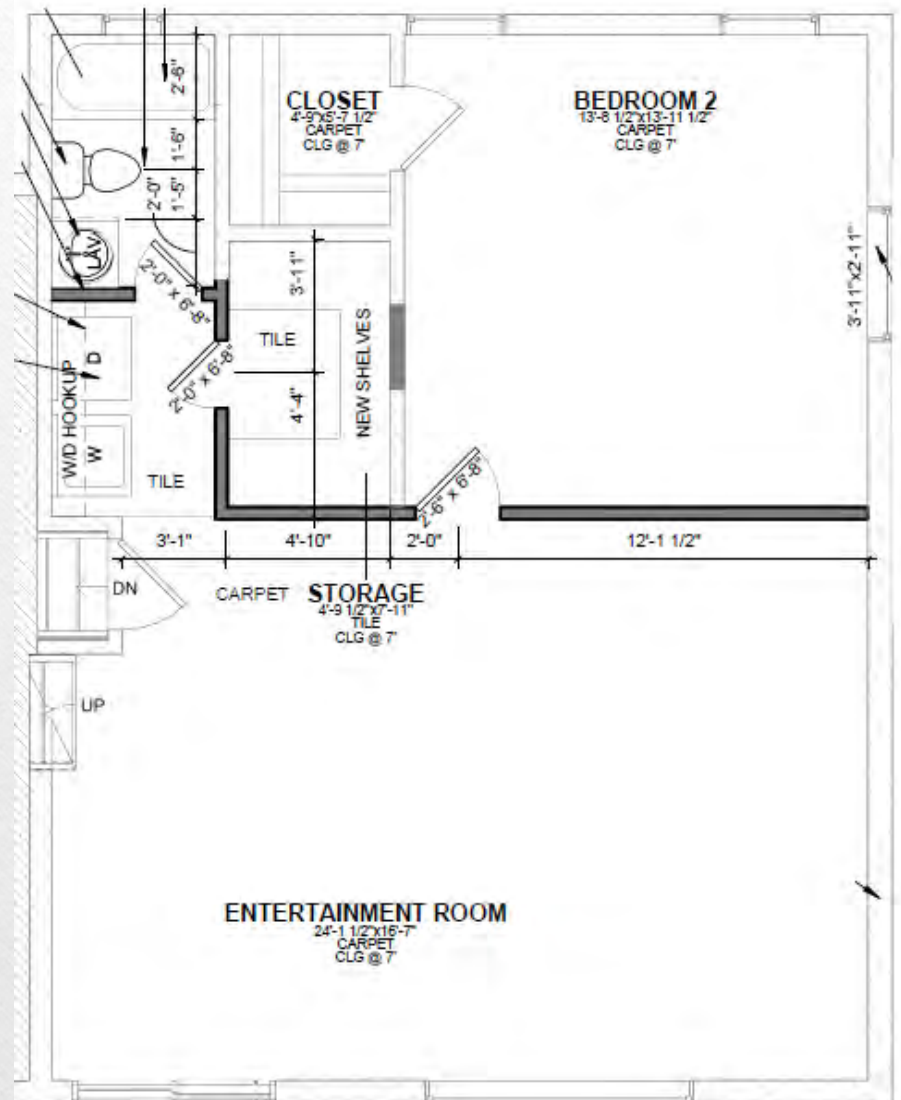 CLOSET
4'-9"x5'-7 1/2"
CARPET
CLG @ 7'
BEDROOM 2
13'-8 1/2"x13'-11 1/2"
CARPET
CLG @ 7'
2'-6"
1'-6"
2'-0"
1'-5"
LAV
2'-0" x 6'-8"
3'-11"
3'-11"x2'-11"
TILE
NEW SHELVES
2'-0" x 6'-8"
4'-4"
W/D HOOKUP
D
W
TILE
2'-6" x 6'-8"
3'-1"
4'-10"
2'-0"
12'-1 1/2"
DN
CARPET
STORAGE
4'-9 1/2"x7'-11"
TILE
CLG @ 7'
UP
ENTERTAINMENT ROOM
24'-1 1/2"x16'-7"
CARPET
CLG @ 7'